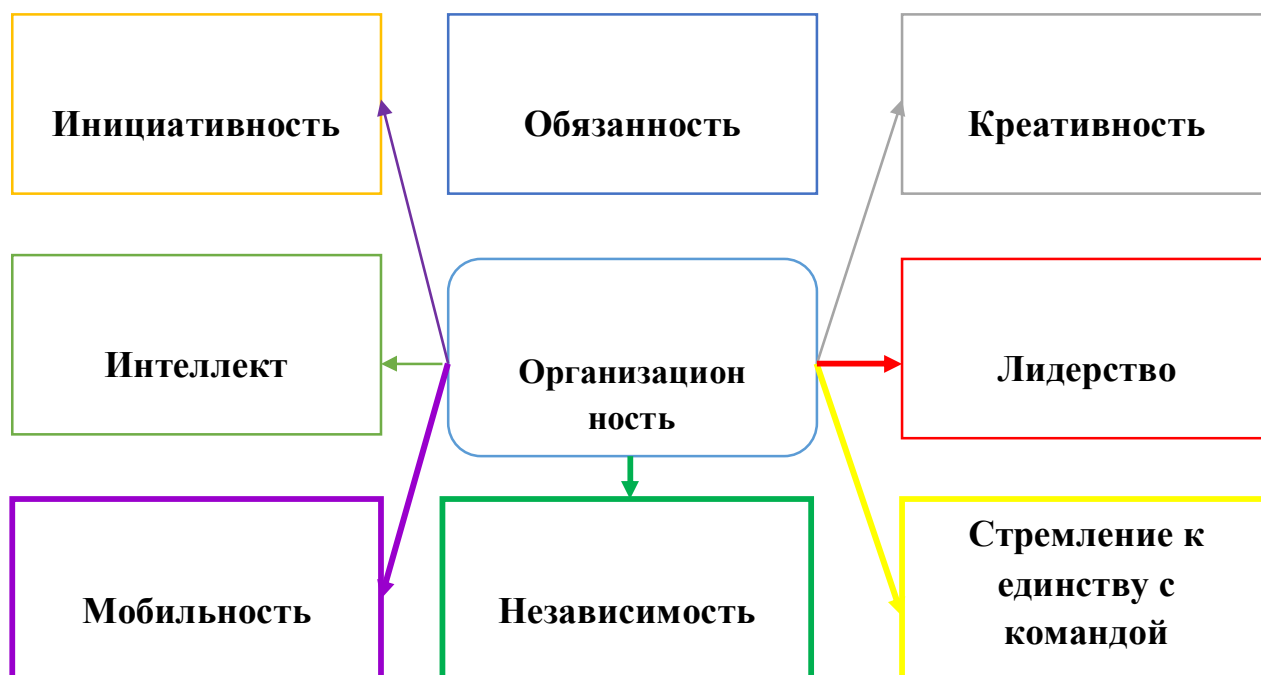 Инициативность
Обязанность
Креативность
Интеллект
Организацион
ность
Лидерство
Мобильность
Независимость
Стремление к
единству с
командой